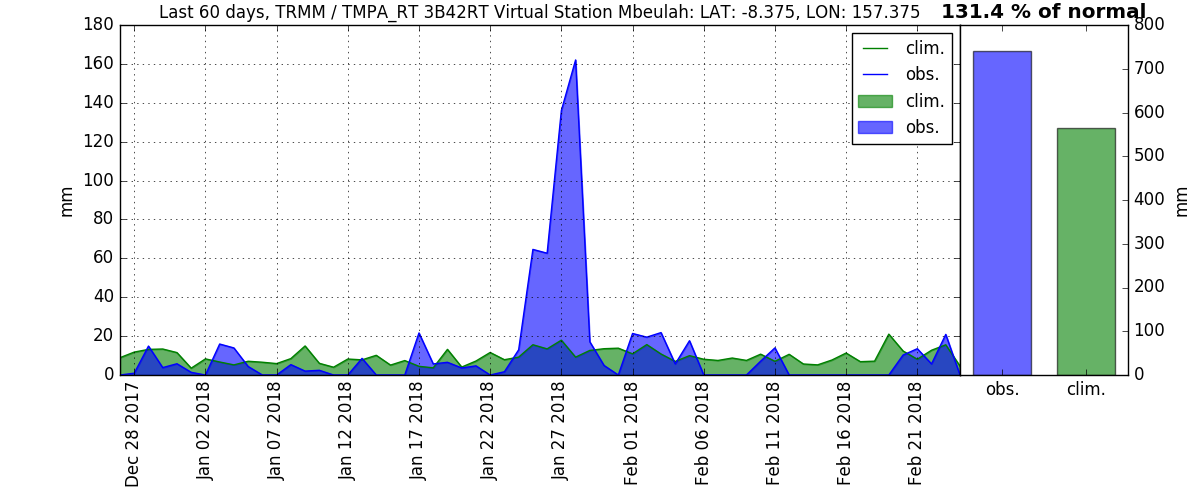 Last 60 days, TRMM / TMPA_RT 3B42RT Virtual Station Mbeulah: LAT: -8.375, LON: 157.375 131.4 % of normal
180
160
140
120
100
80
60
40
20
0
mm
clim.
obs.
clim.
obs.
800
700
600
500
400
300
200
100
0
mm
obs. clim.
Dec 28 2017
Jan 02 2018
Jan 07 2018
Jan 12 2018
Jan 17 2018
Jan 22 2018
Jan 27 2018
Feb 01 2018
Feb 06 2018
Feb 11 2018
Feb 16 2018
Feb 21 2018